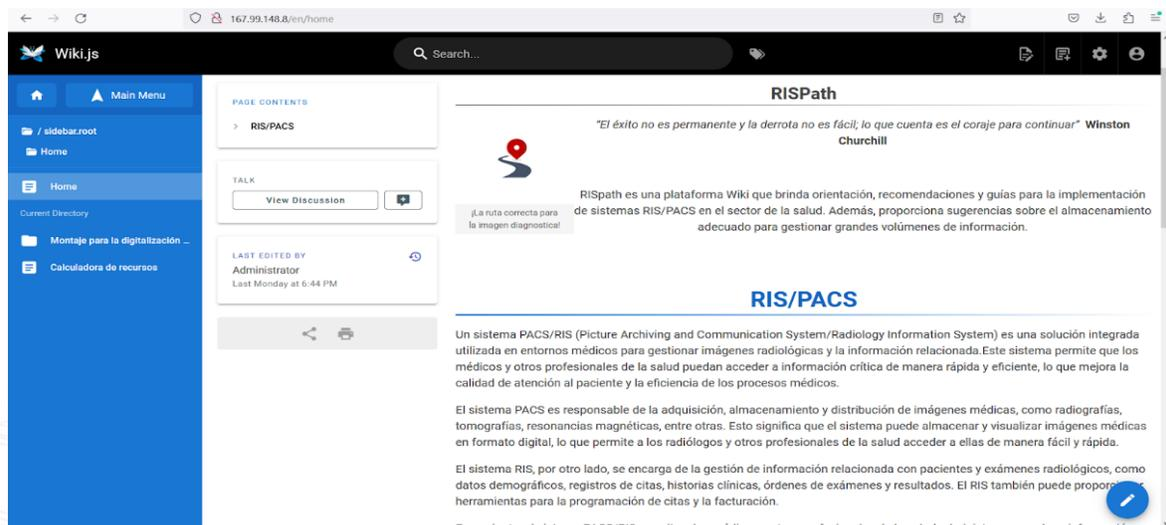 167.99.148.8/en/home
Wiki.js
Search...
Main Menu
/ sidebar.root
Home
Home
Current Directory
Montaje para la digitalización ...
Calculadora de recursos
PAGE CONTENTS
RIS/PACS
TALK
View Discussion
LAST EDITED BY
Administrator
Last Monday at 6:44 PM
RISPath
"El éxito no es permanente y la derrota no es fácil; lo que cuenta es el coraje para continuar" Winston
Churchill
¡La ruta correcta para
la imagen diagnostica!
RISpath es una plataforma Wiki que brinda orientación, recomendaciones y guías para la implementación
de sistemas RIS/PACS en el sector de la salud. Además, proporciona sugerencias sobre el almacenamiento
adecuado para gestionar grandes volúmenes de información.
RIS/PACS
Un sistema PACS/RIS (Picture Archiving and Communication System/Radiology Information System) es una solución integrada
utilizada en entornos médicos para gestionar imágenes radiológicas y la información relacionada.Este sistema permite que los
médicos y otros profesionales de la salud puedan acceder a información crítica de manera rápida y eficiente, lo que mejora la
calidad de atención al paciente y la eficiencia de los procesos médicos.
El sistema PACS es responsable de la adquisición, almacenamiento y distribución de imágenes médicas, como radiografías,
tomografías, resonancias magnéticas, entre otras. Esto significa que el sistema puede almacenar y visualizar imágenes médicas
en formato digital, lo que permite a los radiólogos y otros profesionales de la salud acceder a ellas de manera fácil y rápida.
El sistema RIS, por otro lado, se encarga de la gestión de información relacionada con pacientes y exámenes radiológicos, como
datos demográficos, registros de citas, historias clínicas, órdenes de exámenes y resultados. El RIS también puede
herramientas para la programación de citas y la facturación.